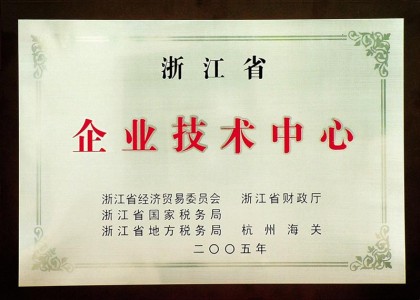 浙江省
企业技术中心
浙江省经济贸易委员会 浙江省财政厅
浙江省国家税务局
浙江省地方税务局 杭州海关
二〇〇五年